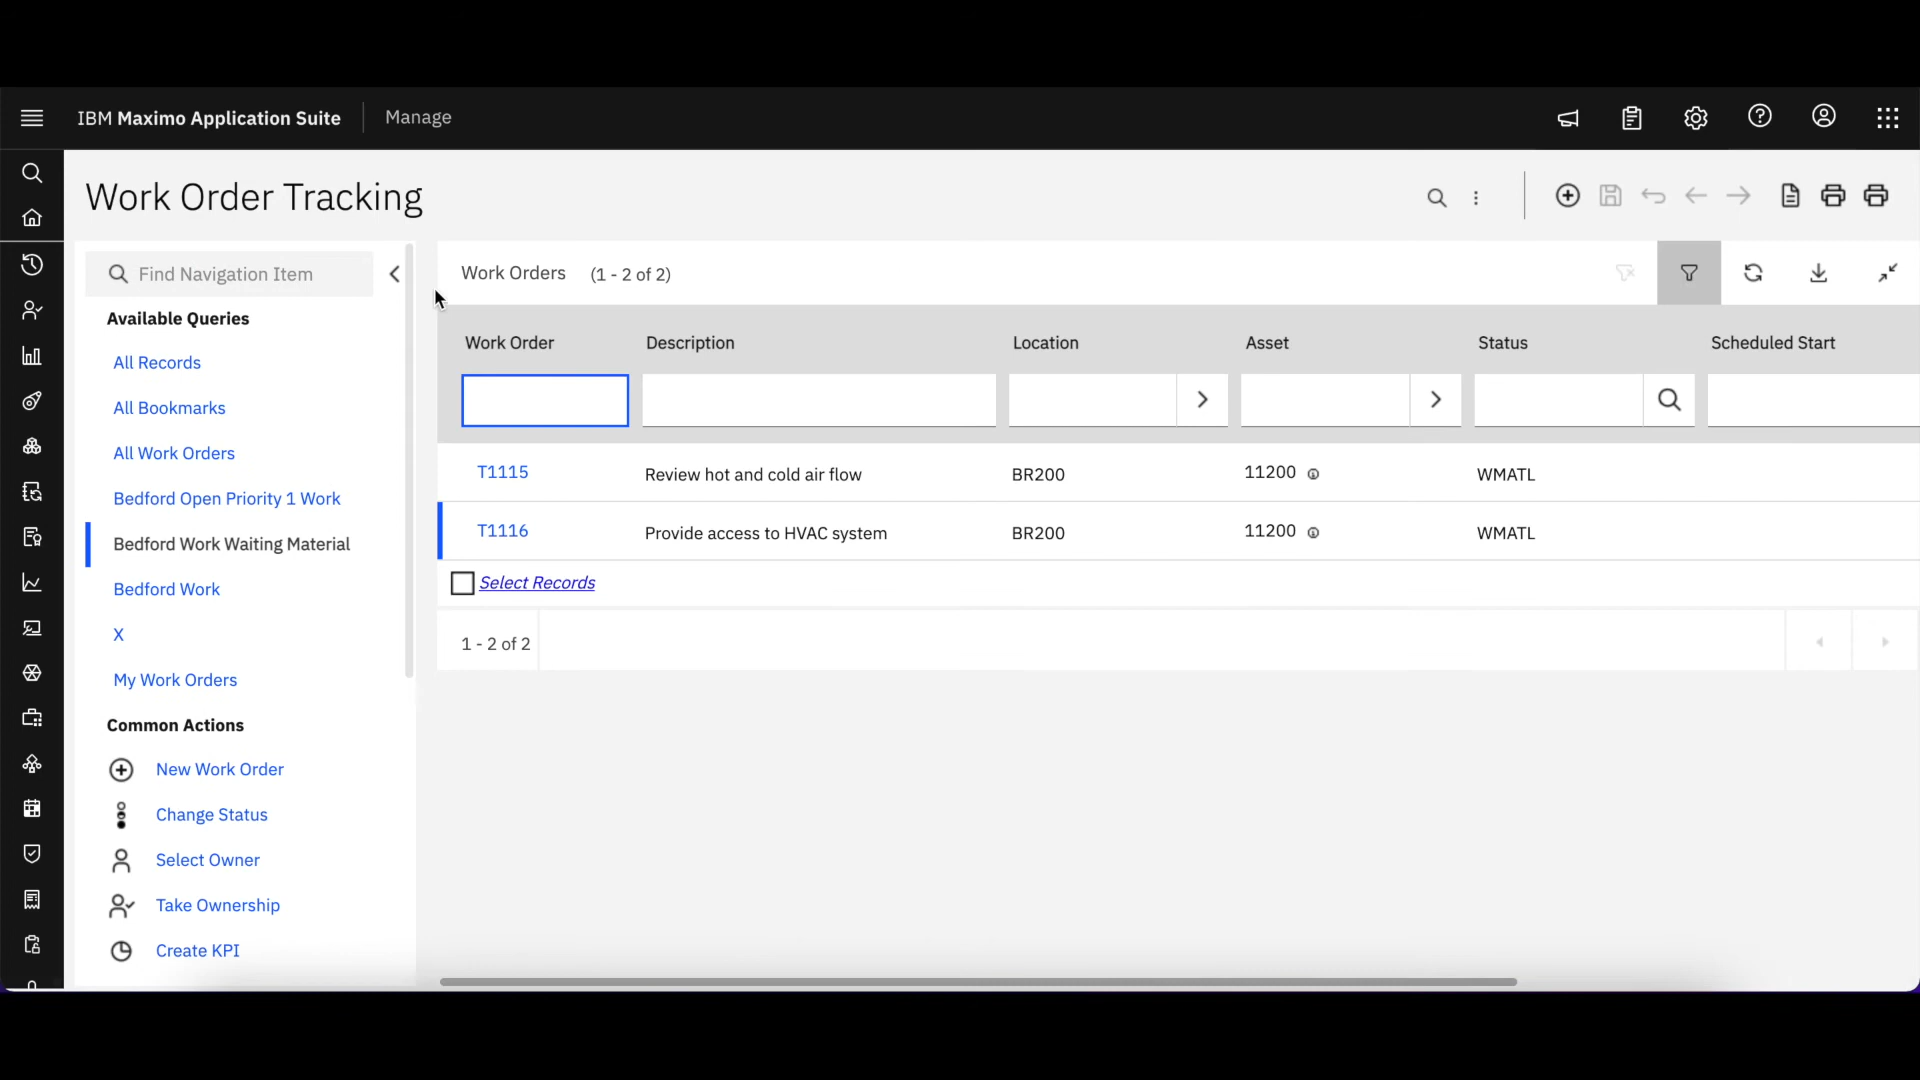 IBM Maximo Application Suite
Manage
Work Order Tracking
Find Navigation Item
Available Queries
All Records
All Bookmarks
All Work Orders
Bedford Open Priority 1 Work
Bedford Work Waiting Material
Bedford Work
X
My Work Orders
Common Actions
New Work Order
Change Status
Select Owner
Take Ownership
Create KPI
Work Orders (1 - 2 of 2)
Work Order Description Location Asset Status Scheduled Start
T1115 Review hot and cold air flow BR200 11200 WMATL
T1116 Provide access to HVAC system BR200 11200 WMATL
Select Records
1 - 2 of 2